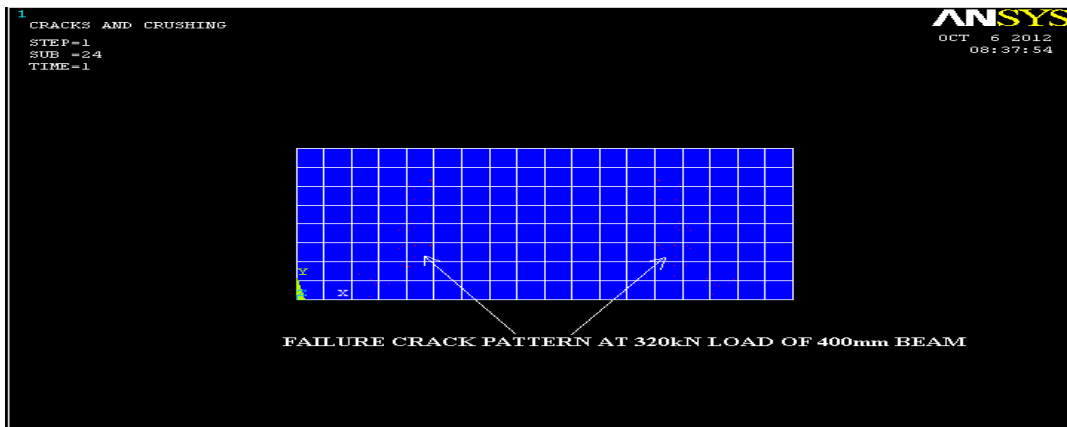 1
CRACKS AND CRUSHING
STEP=1
SUB =24
TIME=1
ANSYS
OCT 6 2012
08:37:54
Y
X
FAILURE CRACK PATTERN AT 320kN LOAD OF 400mm BEAM